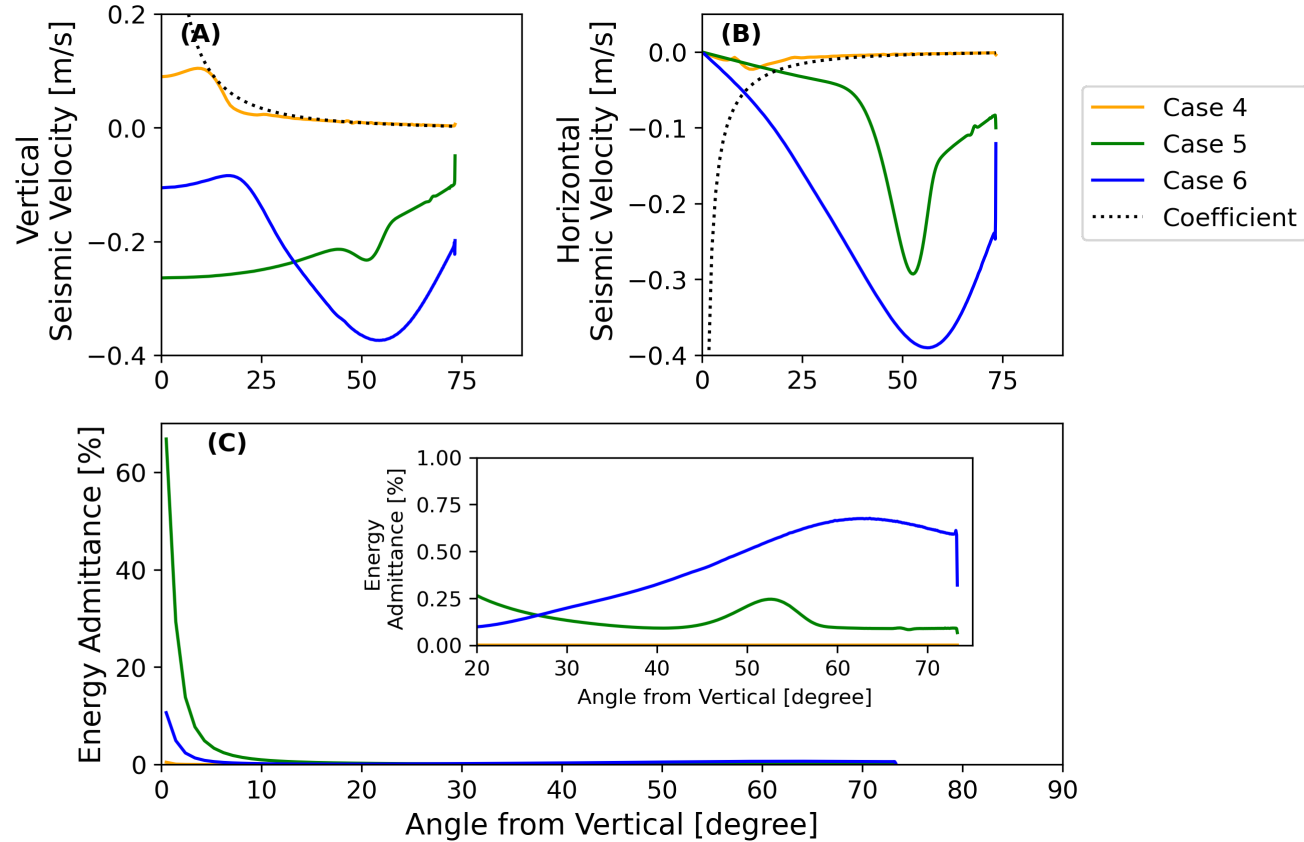 (A)
Vertical
Seismic Velocity [m/s]
0.2
0.0
−0.2
−0.4
0 25 50 75
(B)
Horizontal
Seismic Velocity [m/s]
0.0
−0.1
−0.2
−0.3
−0.4
0 25 50 75
Case 4
Case 5
Case 6
Coefficient
(C)
Energy Admittance [%]
60
40
20
0
0 10 20 30 40 50 60 70 80 90
Angle from Vertical [degree]
Energy
Admittance [%]
1.00
0.75
0.50
0.25
0.00
20 30 40 50 60 70
Angle from Vertical [degree]